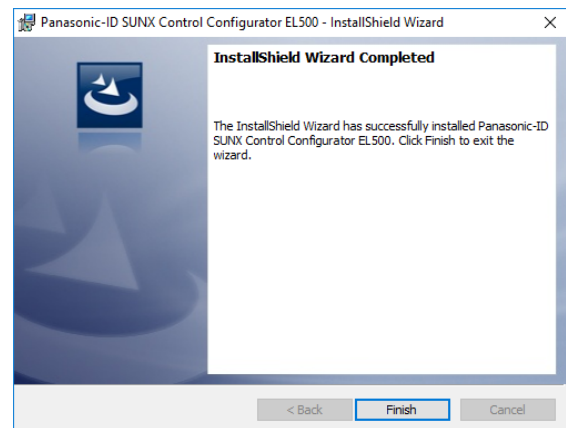 Panasonic-ID SUNX Control Configurator EL500 - InstallShield Wizard
InstallShield Wizard Completed
The InstallShield Wizard has successfully installed Panasonic-ID
SUNX Control Configurator EL500. Click Finish to exit the
wizard.
< Back Finish Cancel